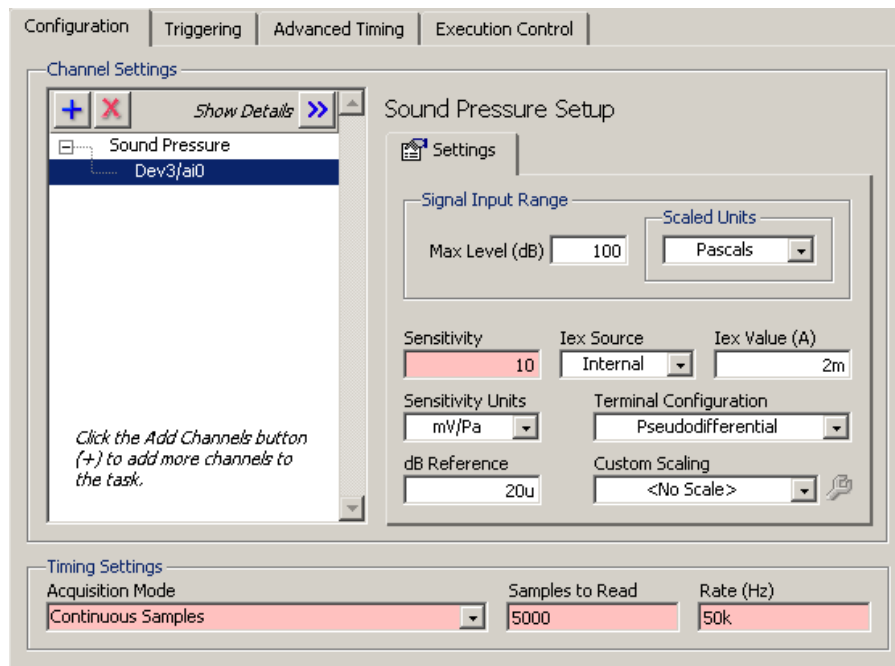 Configuration
Triggering
Advanced Timing
Execution Control
Channel Settings
Show Details
Sound Pressure
Dev3/ai0
Click the Add Channels button
(+) to add more channels to
the task.
Sound Pressure Setup
Settings
Signal Input Range
Max Level (dB) 100
Scaled Units
Pascals
Sensitivity
10
Iex Source
Internal
Iex Value (A)
2m
Sensitivity Units
mV/Pa
Terminal Configuration
Pseudodifferential
dB Reference
20u
Custom Scaling
<No Scale>
Timing Settings
Acquisition Mode
Continuous Samples
Samples to Read
5000
Rate (Hz)
50k